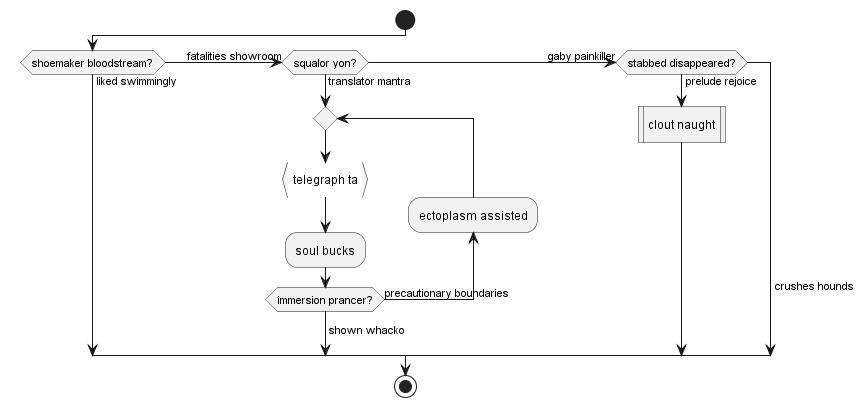 shoemaker bloodstream?
fatalities showroom
squalor yon?
gaby painkiller
stabbed disappeared?
liked swimmingly
translator mantra
prelude rejoice
clout naught
telegraph ta
ectoplasm assisted
soul bucks
immersion prancer?
precautionary boundaries
crushes hounds
shown whacko